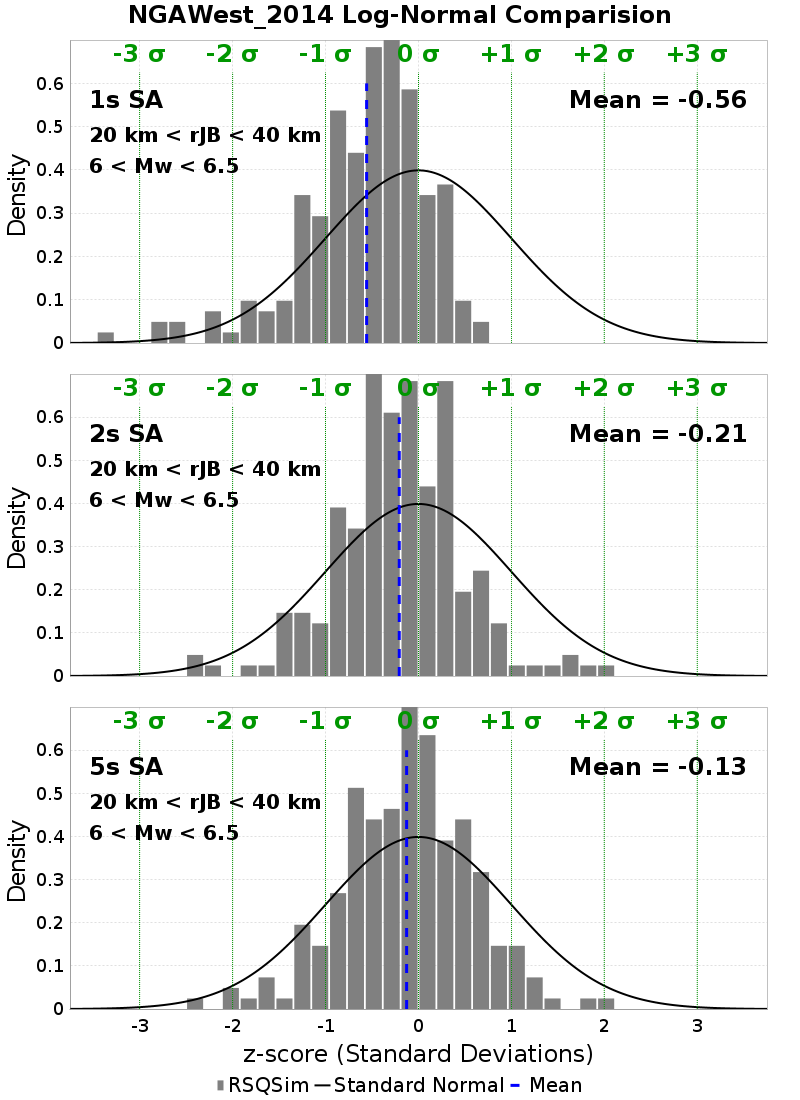 NGAWest_2014 Log-Normal Comparision
-3 σ -2 σ -1 σ 0 σ +1 σ +2 σ +3 σ
1s SA
Mean = -0.56
20 km < rJB < 40 km
6 < Mw < 6.5
Density
0.6
0.5
0.4
0.3
0.2
0.1
0
-3 σ -2 σ -1 σ 0 σ +1 σ +2 σ +3 σ
2s SA
Mean = -0.21
20 km < rJB < 40 km
6 < Mw < 6.5
Density
0.6
0.5
0.4
0.3
0.2
0.1
0
-3 σ -2 σ -1 σ 0 σ +1 σ +2 σ +3 σ
5s SA
Mean = -0.13
20 km < rJB < 40 km
6 < Mw < 6.5
Density
0.6
0.5
0.4
0.3
0.2
0.1
0
-3 -2 -1 0 1 2 3
z-score (Standard Deviations)
RSQSim Standard Normal Mean